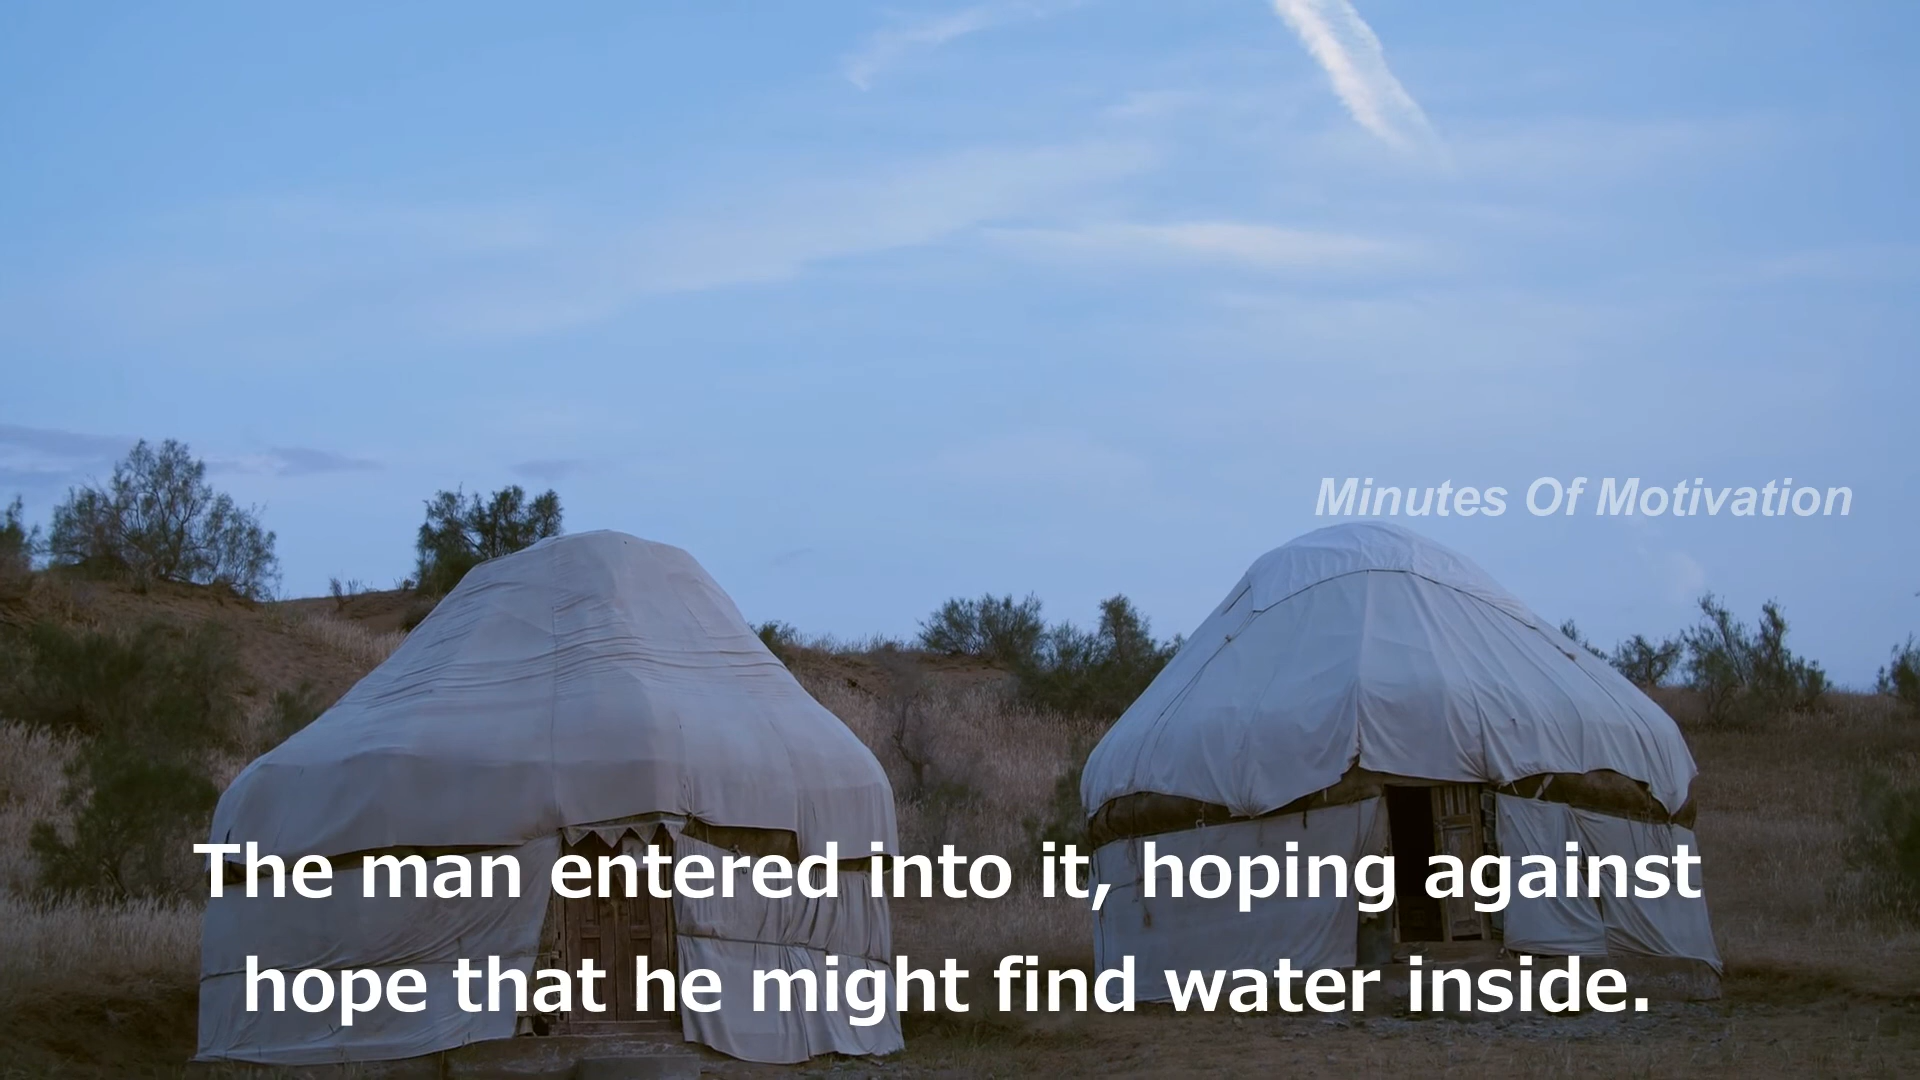 Minutes Of Motivation
The man entered into it, hoping against
hope that he might find water inside.